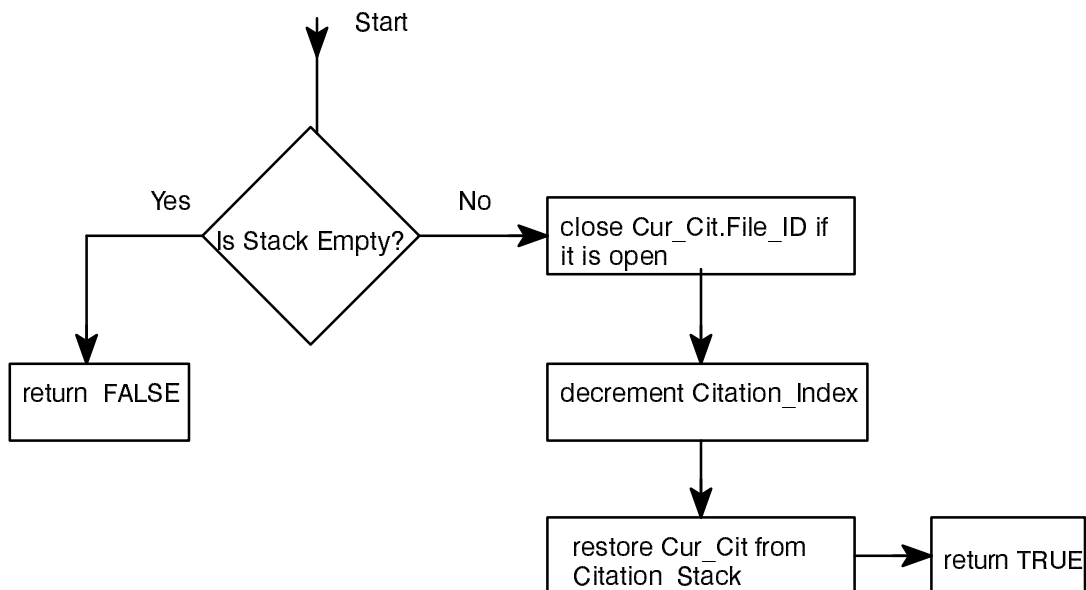 Start
Yes
No
Is Stack Empty?
close Cur_Cit.File_ID if
it is open
return FALSE
decrement Citation_Index
restore Cur_Cit from
Citation_Stack
return TRUE